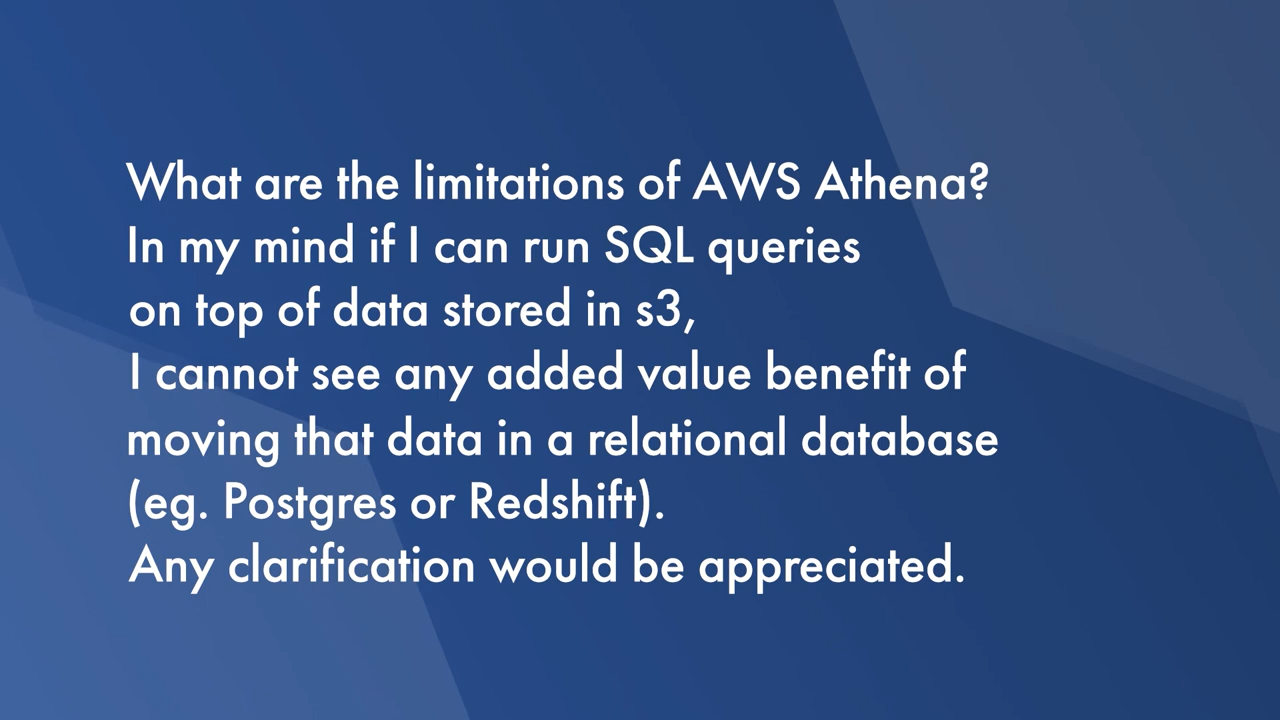 What are the limitations of AWS Athena?
In my mind if I can run SQL queries
on top of data stored in s3,
I cannot see any added value benefit of
moving that data in a relational database
(eg. Postgres or Redshift).
Any clarification would be appreciated.